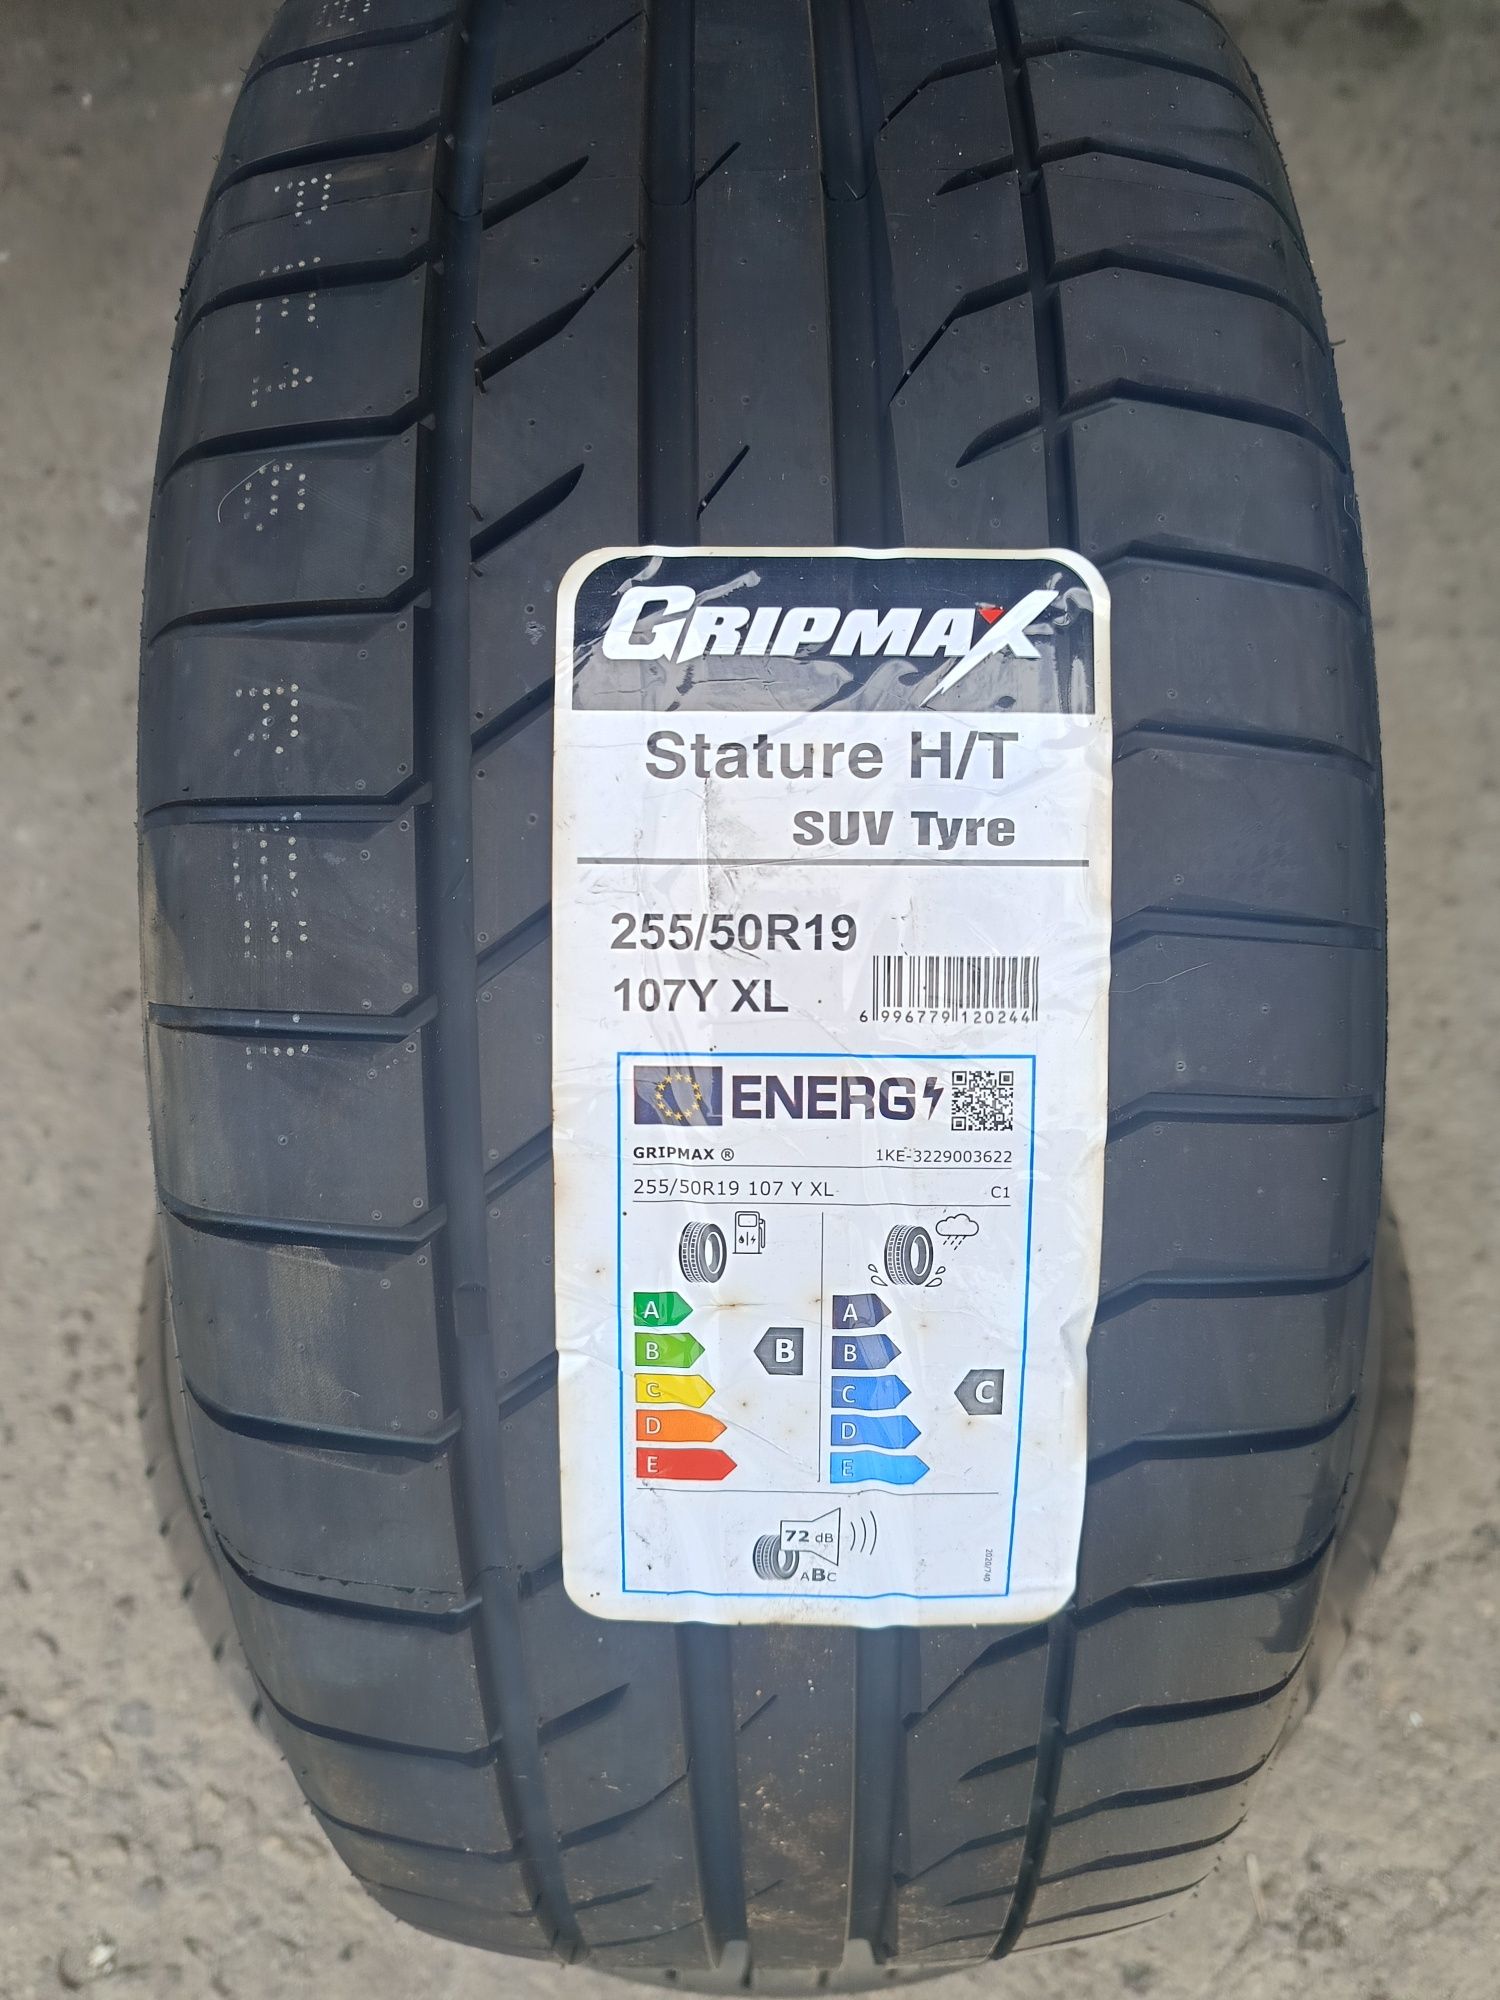 GRIPMAX
Stature H/T
SUV Tyre
255/50R19
107Y XL
6 996779 120244
ENERG
GRIPMAX ® 1KE-3229003622
255/50R19 107 Y XL C1
A A
B B B
C C C
D D
E E
72 dB
ABC
2020/740